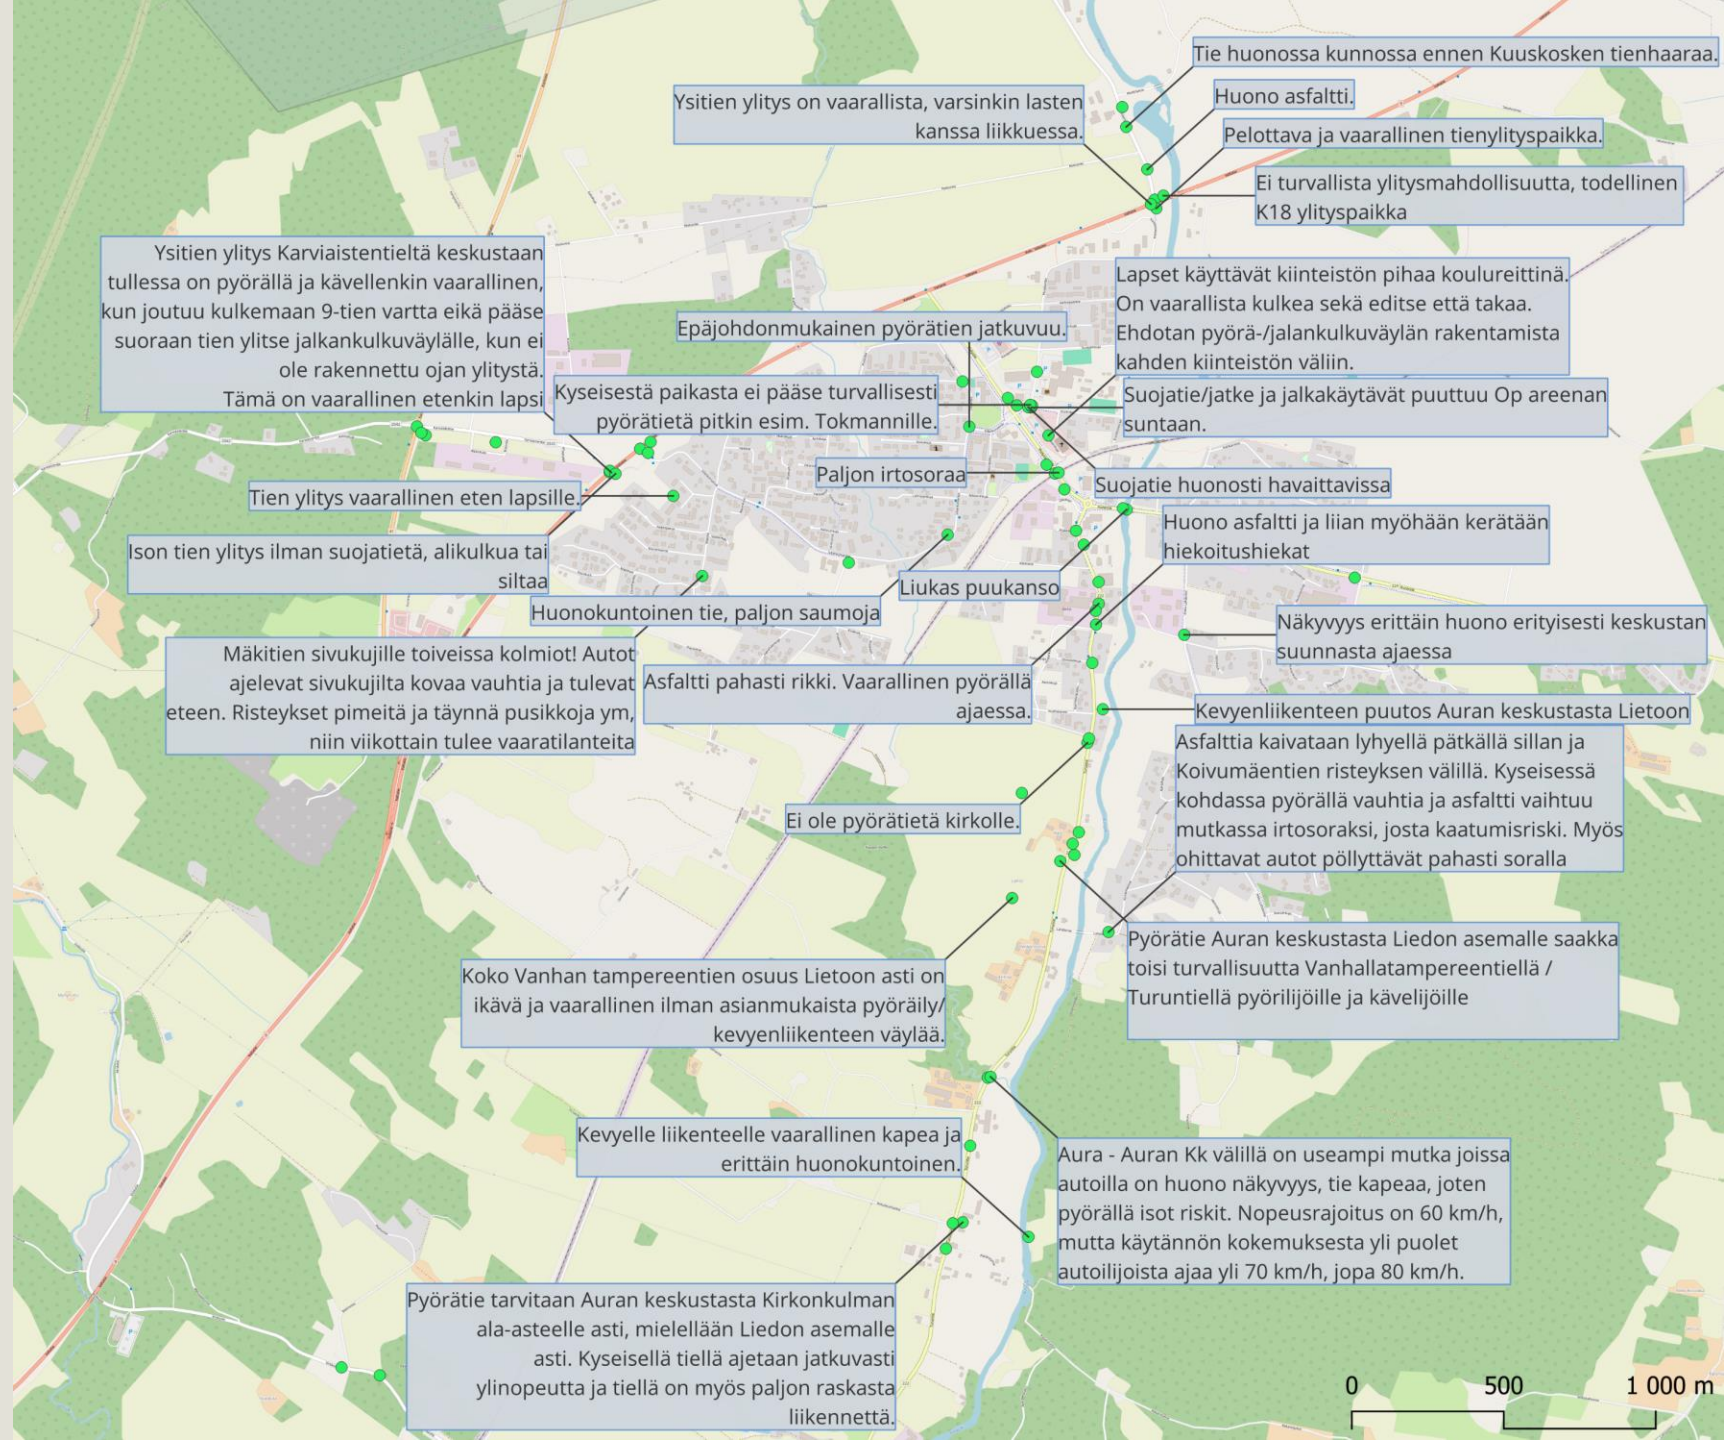 Tie huonossa kunnossa ennen Kuuskosken tienhaaraa.
Ysitien ylitys on vaarallista, varsinkin lasten
kanssa liikkuessa.
Huono asfaltti.
Pelottava ja vaarallinen tienylityspaikka.
Ei turvallista ylitysmahdollisuutta, todellinen
K18 ylityspaikka
Ysitien ylitys Karviaistentieltä keskustaan
tullessa on pyörällä ja kävellenkin vaarallinen,
kun joutuu kulkemaan 9-tien vartta eikä pääse
suoraan tien ylitse jalkankulkuväylälle, kun ei
ole rakennettu ojan ylitystä.
Tämä on vaarallinen etenkin lapsi
Lapset käyttävät kiinteistön pihaa koulureittinä.
On vaarallista kulkea sekä editse että takaa.
Ehdotan pyörä-/jalankulkuväylän rakentamista
kahden kiinteistön väliin.
Epäjohdonmukainen pyörätien jatkuvuu.
Kyseisestä paikasta ei pääse turvallisesti
pyörätietä pitkin esim. Tokmannille.
Suojatie/jatke ja jalkakäytävät puuttuu Op areenan
suntaan.
Paljon irtosoraa
Suojatie huonosti havaittavissa
Tien ylitys vaarallinen eten lapsille.
Huono asfaltti ja liian myöhään kerätään
hiekoitushiekat
Ison tien ylitys ilman suojatietä, alikulkua tai
siltaa
Liukas puukanso
Huonokuntoinen tie, paljon saumoja
Näkyvyys erittäin huono erityisesti keskustan
suunnasta ajaessa
Mäkitien sivukujille toiveissa kolmiot! Autot
ajelevat sivukujilta kovaa vauhtia ja tulevat
eteen. Risteykset pimeitä ja täynnä pusikkoja ym,
niin viikottain tulee vaaratilanteita
Asfaltti pahasti rikki. Vaarallinen pyörällä
ajaessa.
Kevyenliikenteen puutos Auran keskustasta Lietoon
Asfalttia kaivataan lyhyellä pätkällä sillan ja
Koivumäentien risteyksen välillä. Kyseisessä
kohdassa pyörällä vauhtia ja asfaltti vaihtuu
mutkassa irtosoraksi, josta kaatumisriski. Myös
ohittavat autot pöllyttävät pahasti soralla
Ei ole pyörätietä kirkolle.
Pyörätie Auran keskustasta Liedon asemalle saakka
toisi turvallisuutta Vanhallatampereentiellä /
Turuntiellä pyörilijöille ja kävelijöille
Koko Vanhan tampereentien osuus Lietoon asti on
ikävä ja vaarallinen ilman asianmukaista pyöräily/
kevyenliikenteen väylää.
Kevyelle liikenteelle vaarallinen kapea ja
erittäin huonokuntoinen.
Aura - Auran Kk välillä on useampi mutka joissa
autoilla on huono näkyvyys, tie kapeaa, joten
pyörällä isot riskit. Nopeusrajoitus on 60 km/h,
mutta käytännön kokemuksesta yli puolet
autoilijoista ajaa yli 70 km/h, jopa 80 km/h.
Pyörätie tarvitaan Auran keskustasta Kirkonkulman
ala-asteelle asti, mielellään Liedon asemalle
asti. Kyseisellä tiellä ajetaan jatkuvasti
ylinopeutta ja tiellä on myös paljon raskasta
liikennettä.
0 500 1 000 m